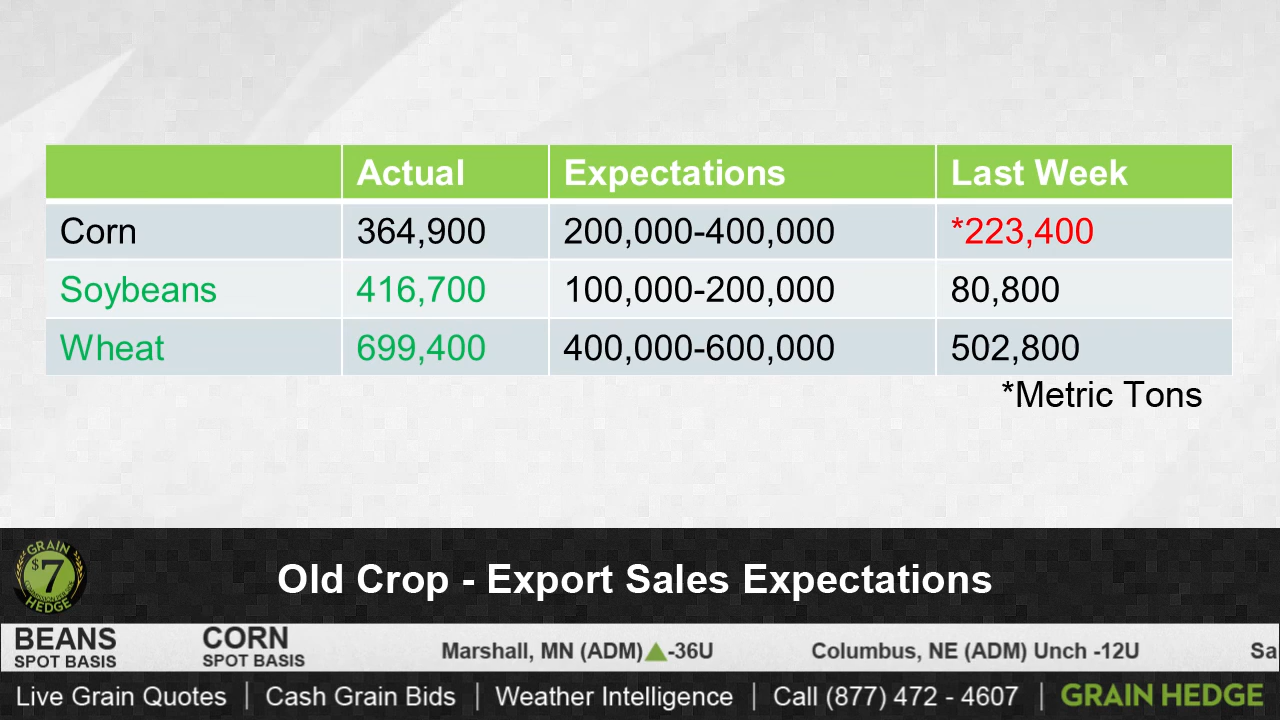 Actual Expectations Last Week
Corn 364,900 200,000-400,000 *223,400
Soybeans 416,700 100,000-200,000 80,800
Wheat 699,400 400,000-600,000 502,800
*Metric Tons
GRAIN
$7
HEDGE
Old Crop - Export Sales Expectations
BEANS
SPOT BASIS
CORN
SPOT BASIS
Marshall, MN (ADM)▲-36U Columbus, NE (ADM) Unch -12U Sa
Live Grain Quotes | Cash Grain Bids | Weather Intelligence | Call (877) 472 - 4607 | GRAIN HEDGE